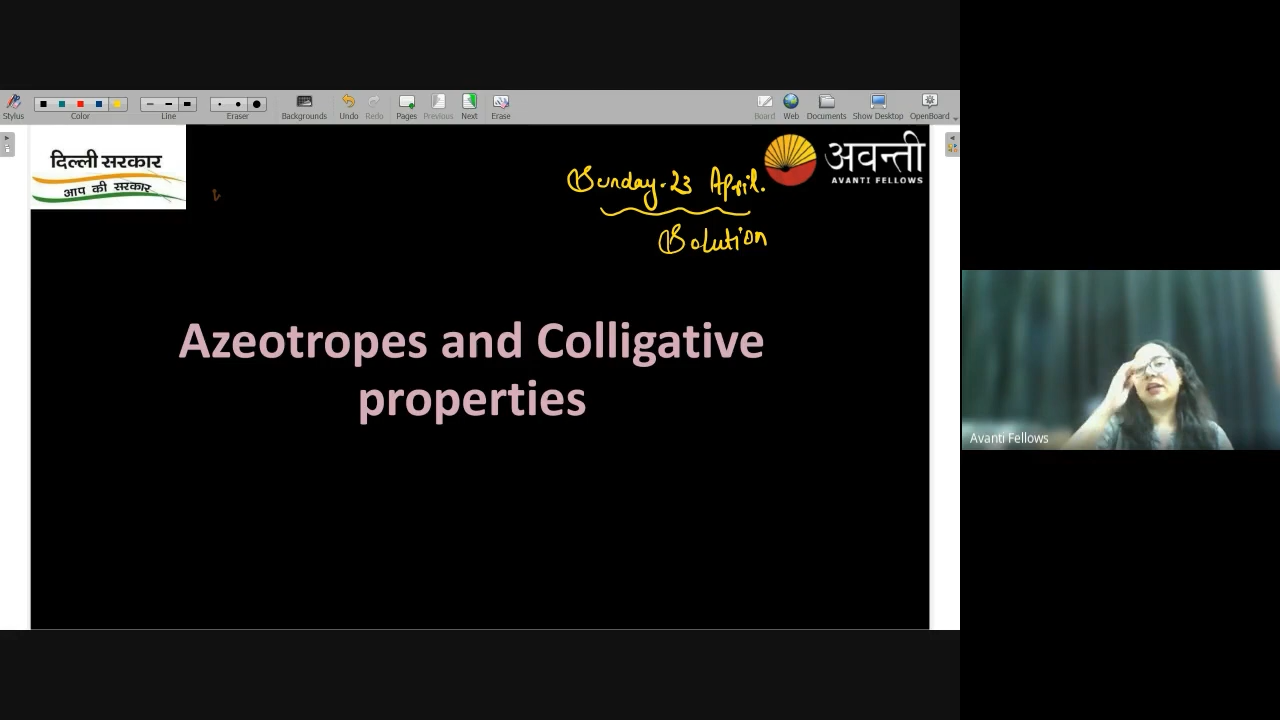 Stylus Color Line Eraser Backgrounds Undo Redo Pages Previous Next Erase Board Web Documents Show Desktop OpenBoard
दिल्ली सरकार
आप की सरकार
अवन्ती
AVANTI FELLOWS
Sunday-23 April.
Solution
Azeotropes and Colligative
properties
Avanti Fellows